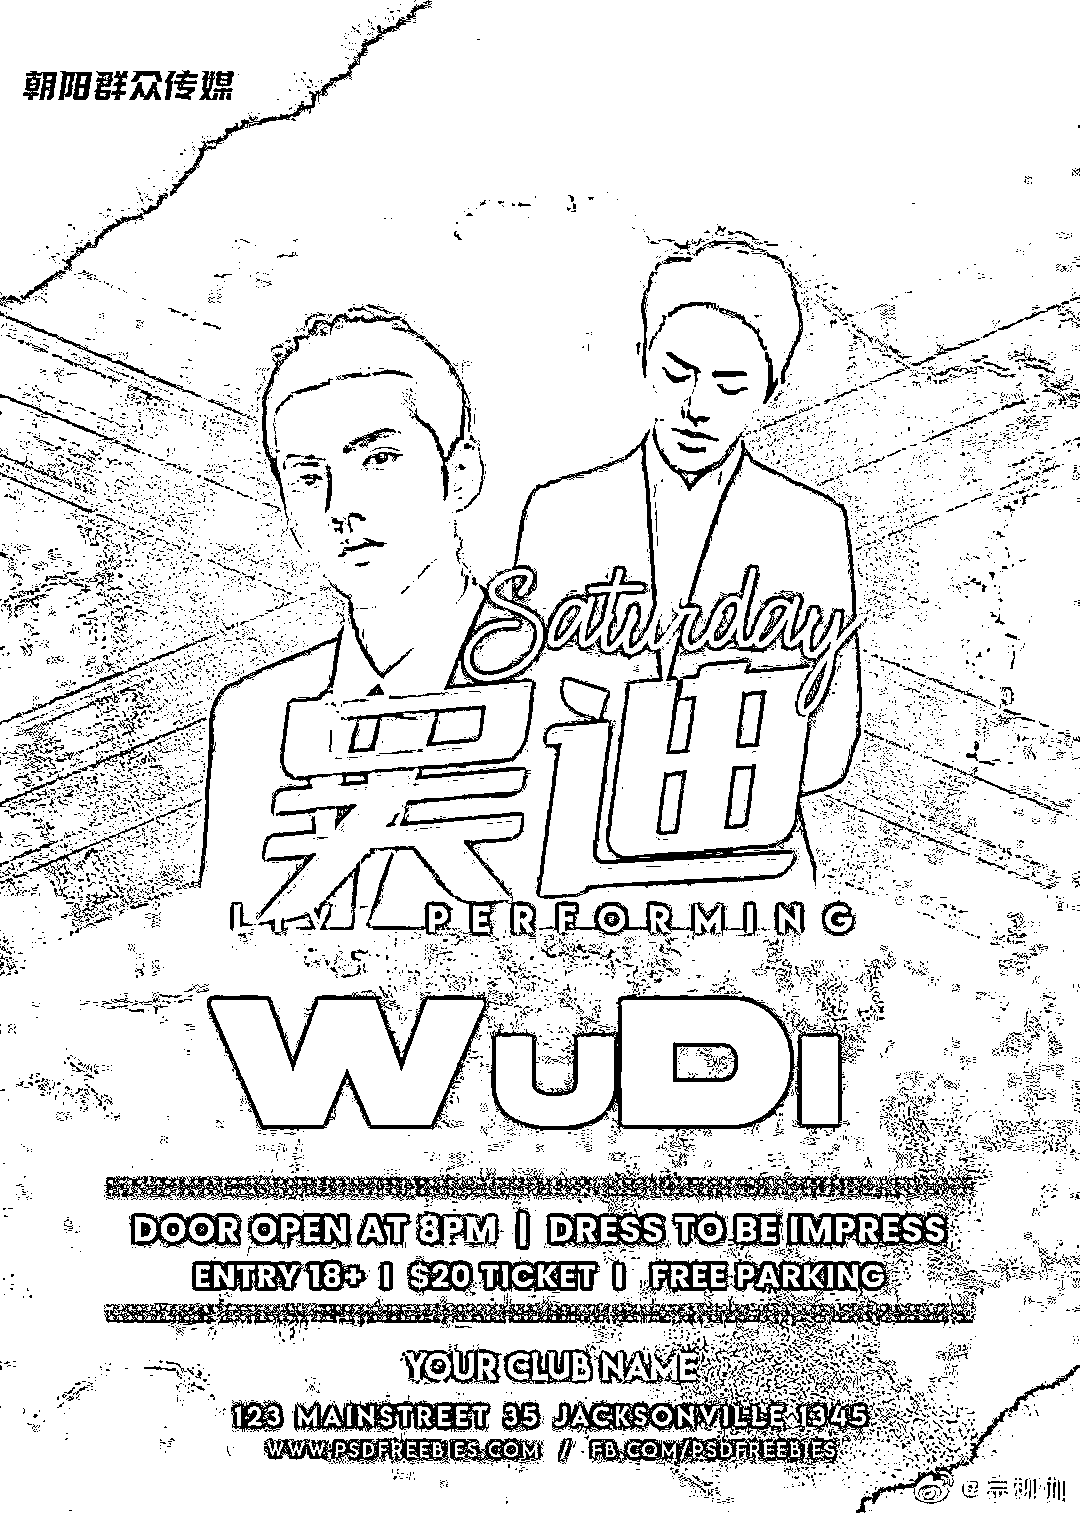 朝阳群众传媒
Saturday
吴迪
PERFORMING
WUDI
DOOR OPEN AT 8PM | DRESS TO BE IMPRESS
ENTRY 18+ | $20 TICKET | FREE PARKING
YOUR CLUB NAME
123 MAINSTREET 35 JACKSONVILLE 1345
WWW.PSDFREEBIES.COM / FB.COM/PSDFREEBIES